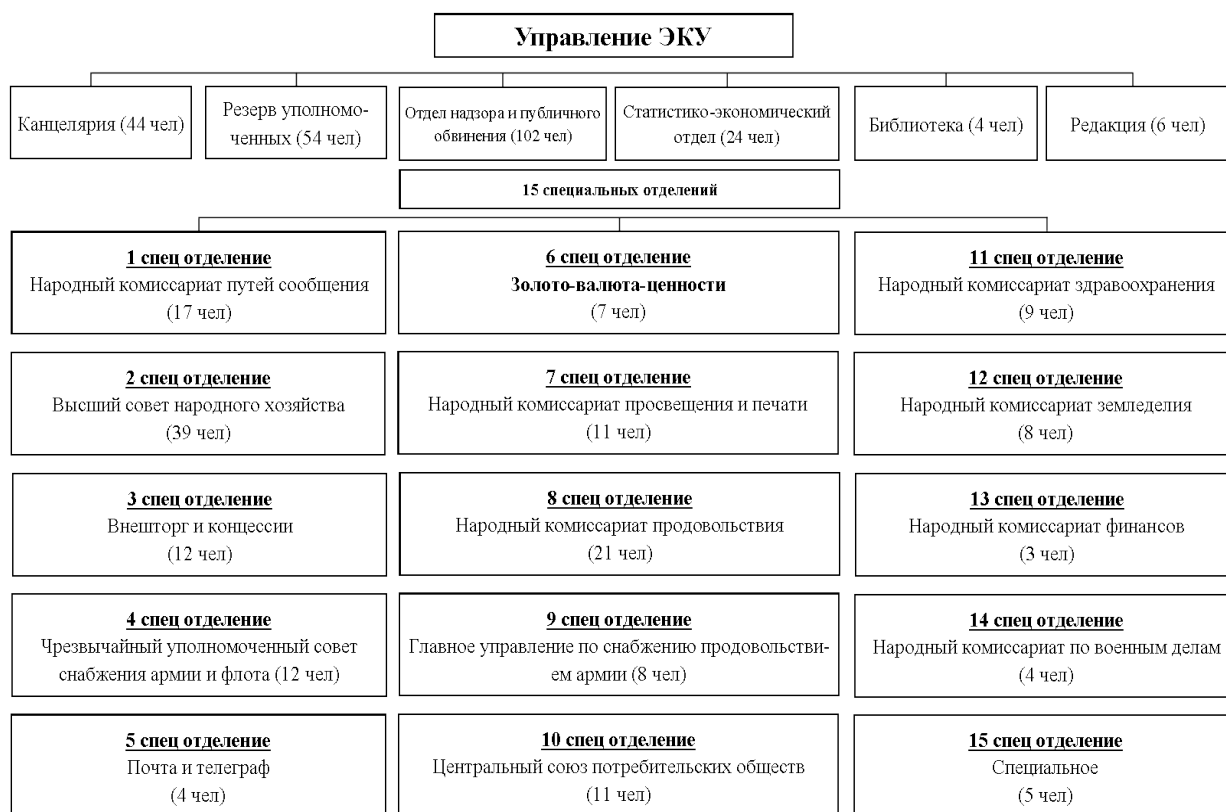 Управление ЭКУ
Канцелярия (44 чел)
Резерв уполномо-
ченных (54 чел)
Отдел надзора и публичного
обвинения (102 чел)
Статистико-экономический
отдел (24 чел)
Библиотека (4 чел)
Редакция (6 чел)
15 специальных отделений
1 спец отделение
Народный комиссариат путей сообщения
(17 чел)
2 спец отделение
Высший совет народного хозяйства
(39 чел)
3 спец отделение
Внешторг и концессии
(12 чел)
4 спец отделение
Чрезвычайный уполномоченный совет
снабжения армии и флота (12 чел)
5 спец отделение
Почта и телеграф
(4 чел)
6 спец отделение
Золото-валюта-ценности
(7 чел)
7 спец отделение
Народный комиссариат просвещения и печати
(11 чел)
8 спец отделение
Народный комиссариат продовольствия
(21 чел)
9 спец отделение
Главное управление по снабжению продовольстви-
ем армии (8 чел)
10 спец отделение
Центральный союз потребительских обществ
(11 чел)
11 спец отделение
Народный комиссариат здравоохранения
(9 чел)
12 спец отделение
Народный комиссариат земледелия
(8 чел)
13 спец отделение
Народный комиссариат финансов
(3 чел)
14 спец отделение
Народный комиссариат по военным делам
(4 чел)
15 спец отделение
Специальное
(5 чел)